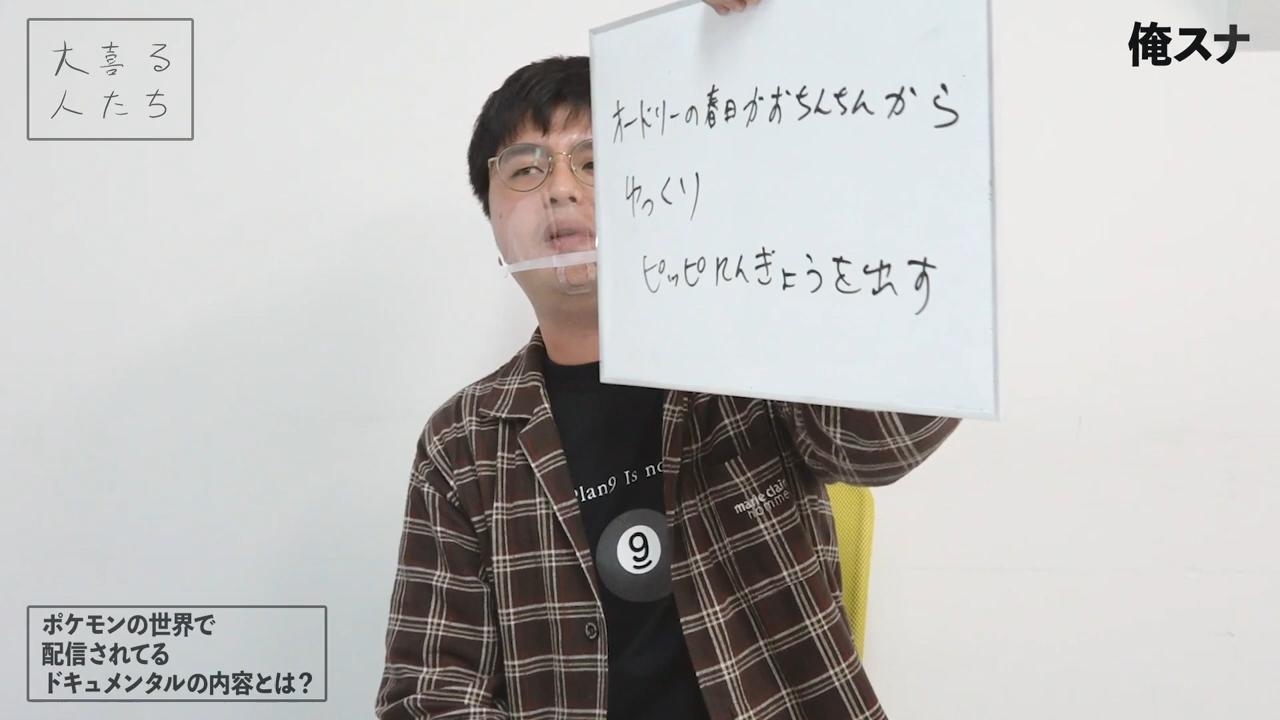 大喜る
人たち
俺スナ
オードリーの春日がおちんちんから
ゆっくり
ピッピにんぎょうを出す
Plan9 Is no
9
marie claire
homme
ポケモンの世界で
配信されてる
ドキュメンタルの内容とは？